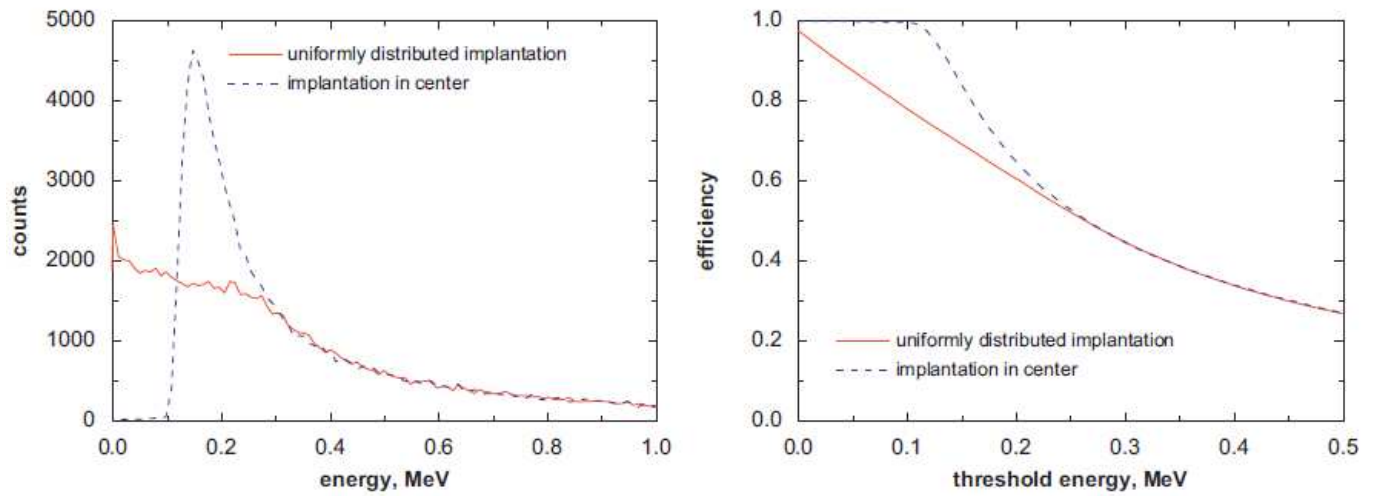 5000
4000
3000
2000
1000
0
counts
0.0 0.2 0.4 0.6 0.8 1.0
energy, MeV
uniformly distributed implantation
implantation in center
1.0
0.8
0.6
0.4
0.2
0.0
efficiency
0.0 0.1 0.2 0.3 0.4 0.5
threshold energy, MeV
uniformly distributed implantation
implantation in center